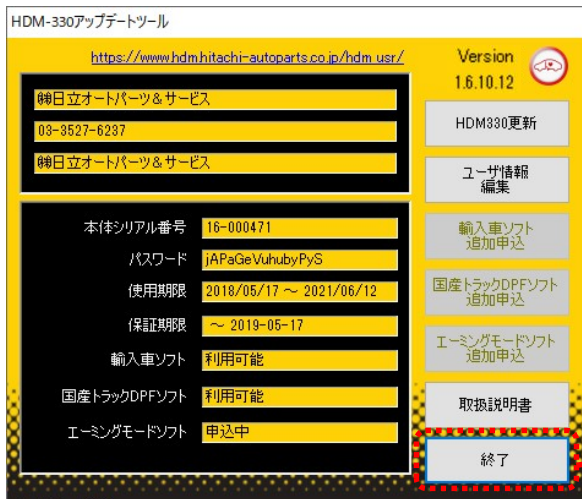 HDM-330アップデートツール
https://www.hdm.hitachi-autoparts.co.jp/hdm_usr/
Version
1.6.10.12
㈱日立オートパーツ&サービス
03-3527-6237
㈱日立オートパーツ&サービス
HDM330更新
ユーザ情報
編集
本体シリアル番号 16-000471
パスワード jAPaGeVuhubyPyS
使用期限 2018/05/17 ～ 2021/06/12
保証期限 ～ 2019-05-17
輸入車ソフト 利用可能
国産トラックDPFソフト 利用可能
エーミングモードソフト 申込中
輸入車ソフト
追加申込
国産トラックDPFソフト
追加申込
エーミングモードソフト
追加申込
取扱説明書
終了